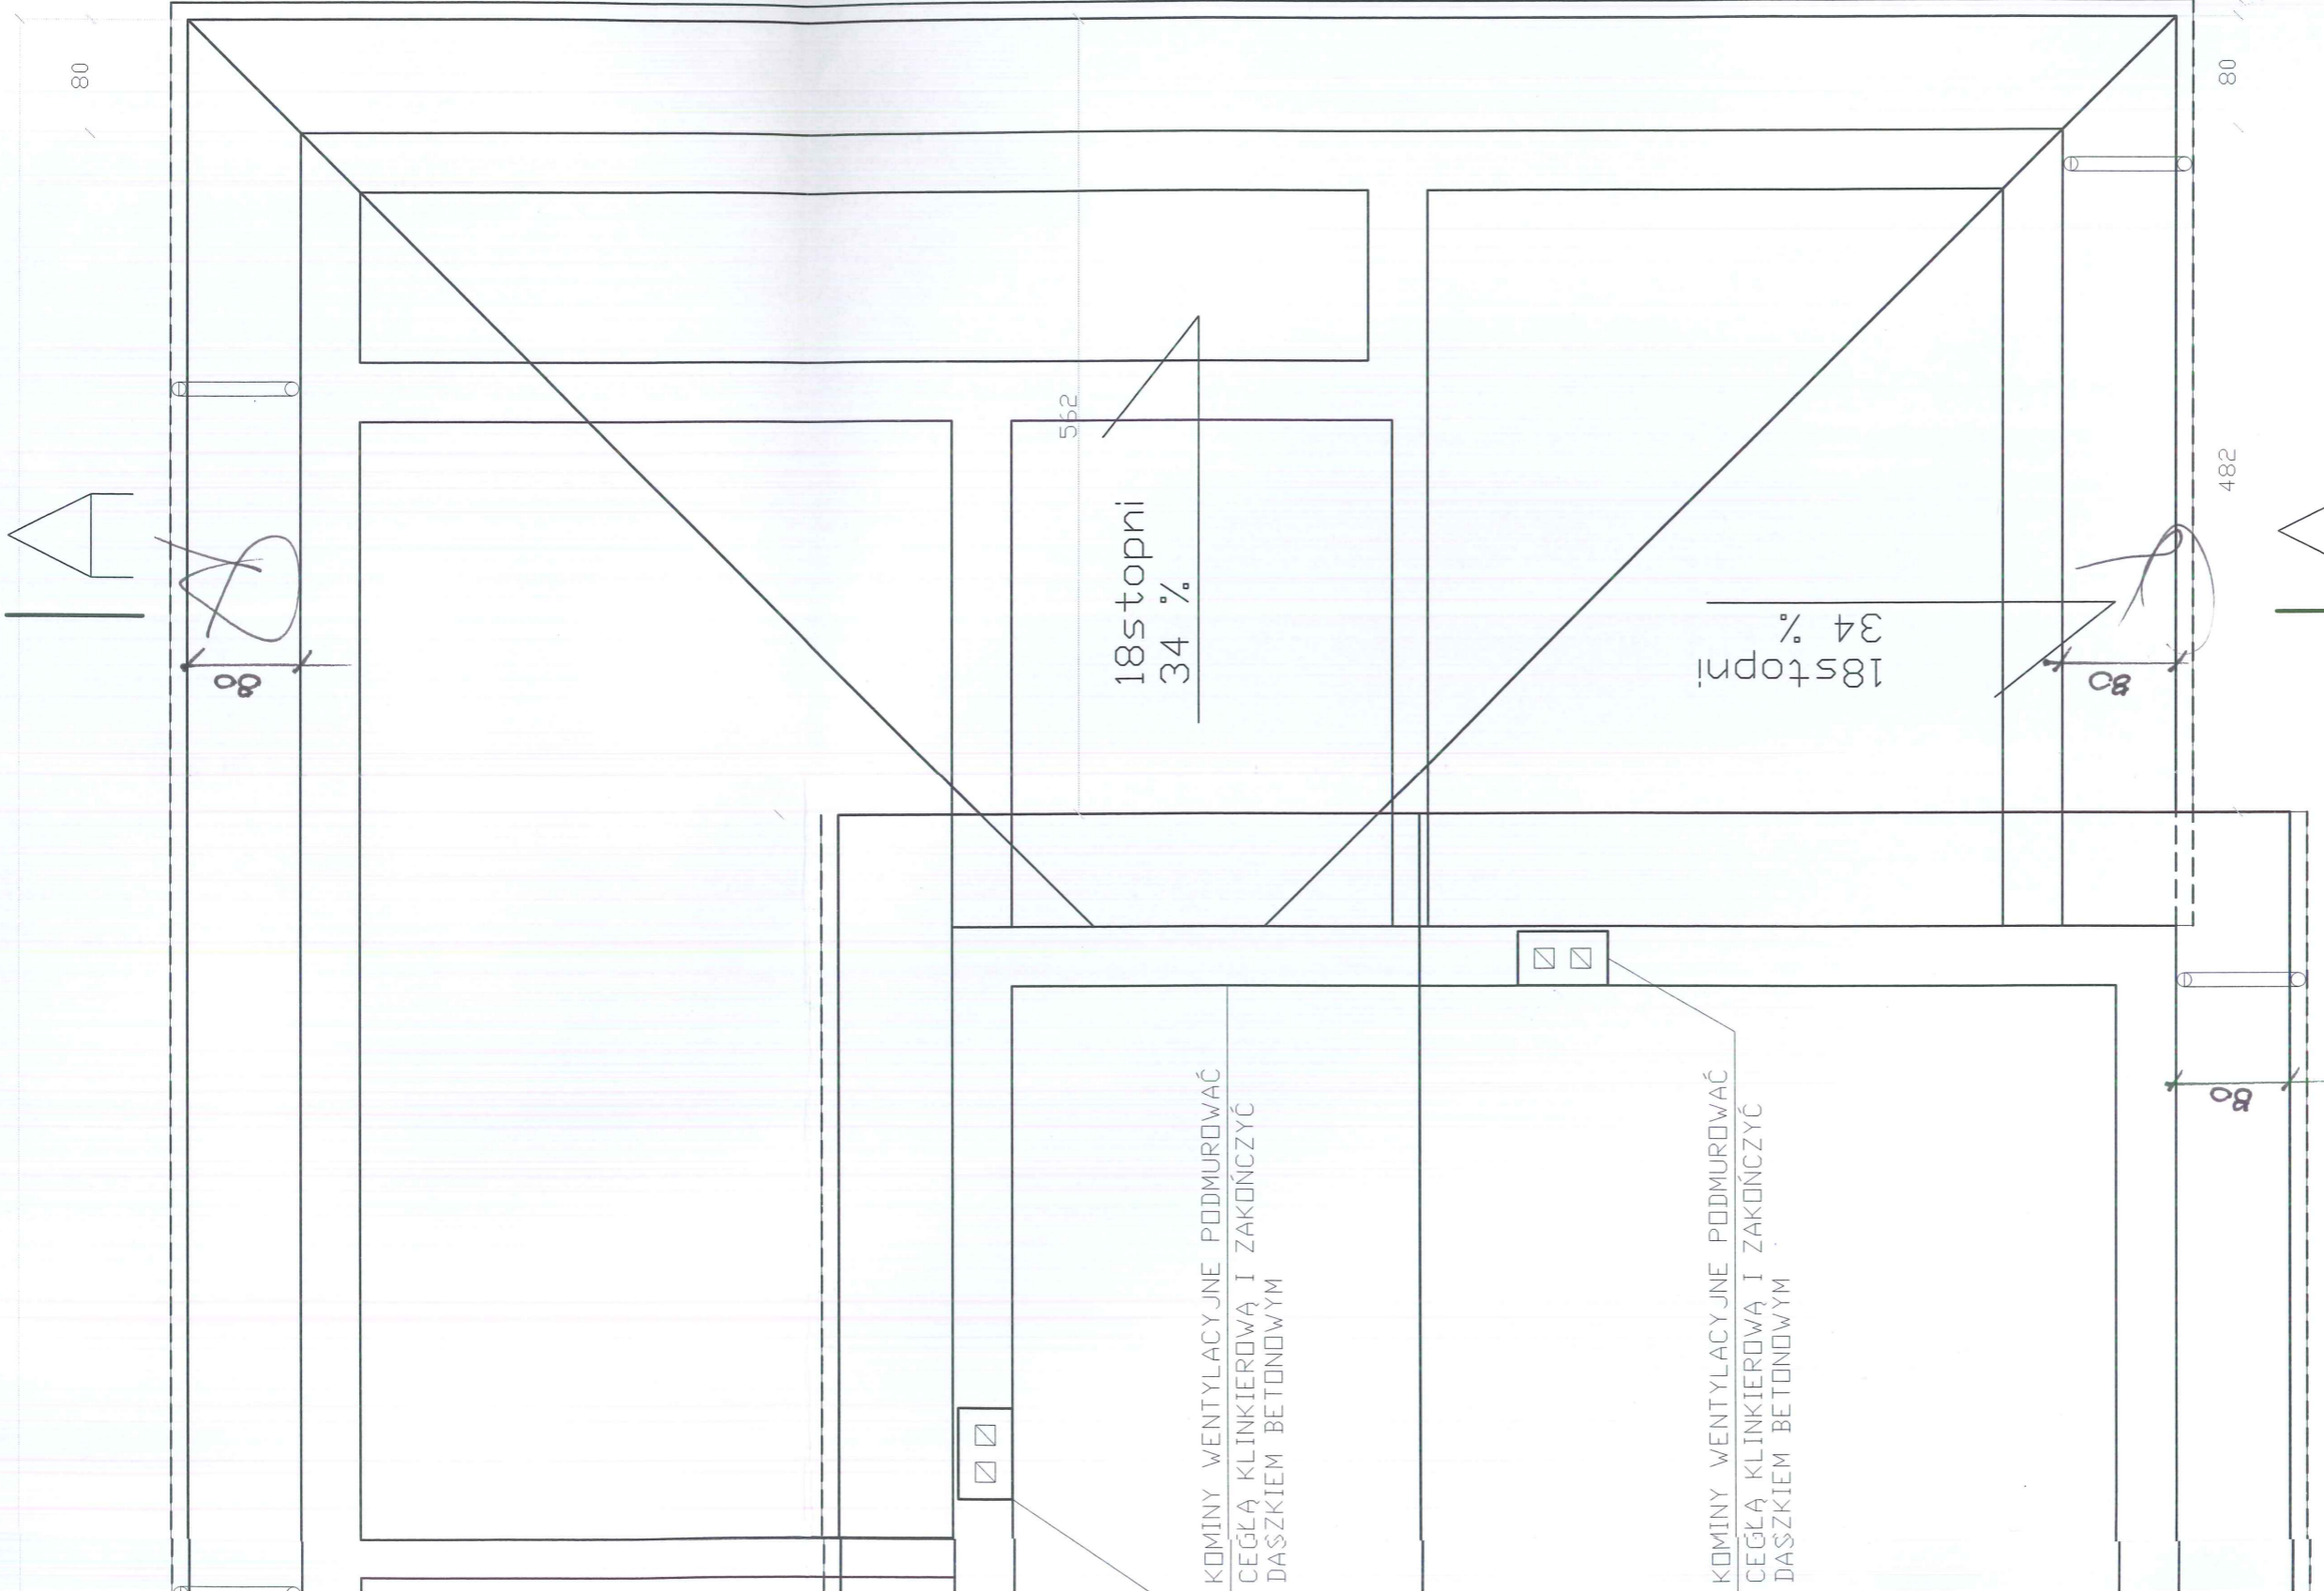 80
80
562
482
18stopni
34 %
18stopni
34 %
80
80
80
KOMINY WENTYLACYJNE PODMUROWAĆ
CEGŁĄ KLINKIEROWĄ I ZAKOŃCZYĆ
DASZKIEM BETONOWYM
KOMINY WENTYLACYJNE PODMUROWAĆ
CEGŁĄ KLINKIEROWĄ I ZAKOŃCZYĆ
DASZKIEM BETONOWYM